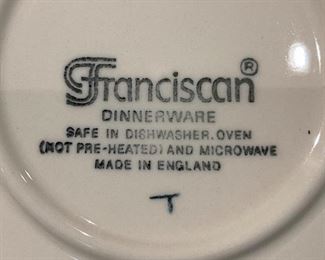 Franciscan ®
DINNERWARE
SAFE IN DISHWASHER.OVEN
(NOT PRE-HEATED) AND MICROWAVE
MADE IN ENGLAND
T